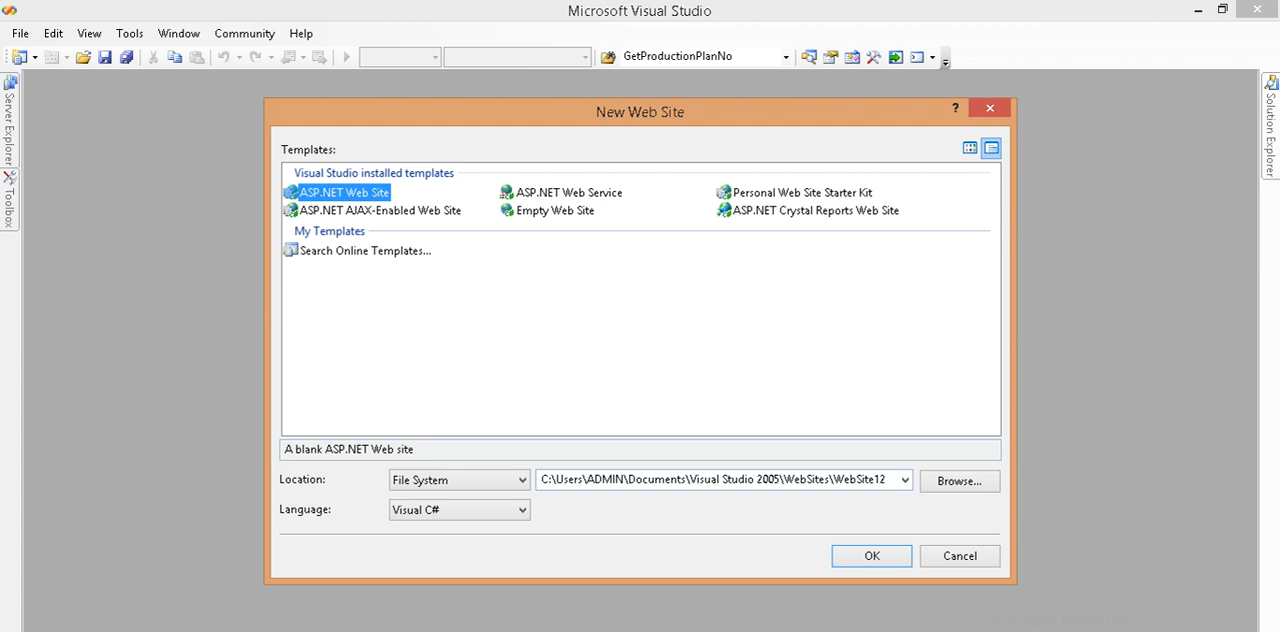 Microsoft Visual Studio
File Edit View Tools Window Community Help
GetProductionPlanNo
Server Explorer
Toolbox
Solution Explorer
New Web Site
?
Templates:
Visual Studio installed templates
ASP.NET Web Site ASP.NET Web Service Personal Web Site Starter Kit
ASP.NET AJAX-Enabled Web Site Empty Web Site ASP.NET Crystal Reports Web Site
My Templates
Search Online Templates...
A blank ASP.NET Web site
Location: File System C:\Users\ADMIN\Documents\Visual Studio 2005\WebSites\WebSite12 Browse...
Language: Visual C#
OK Cancel